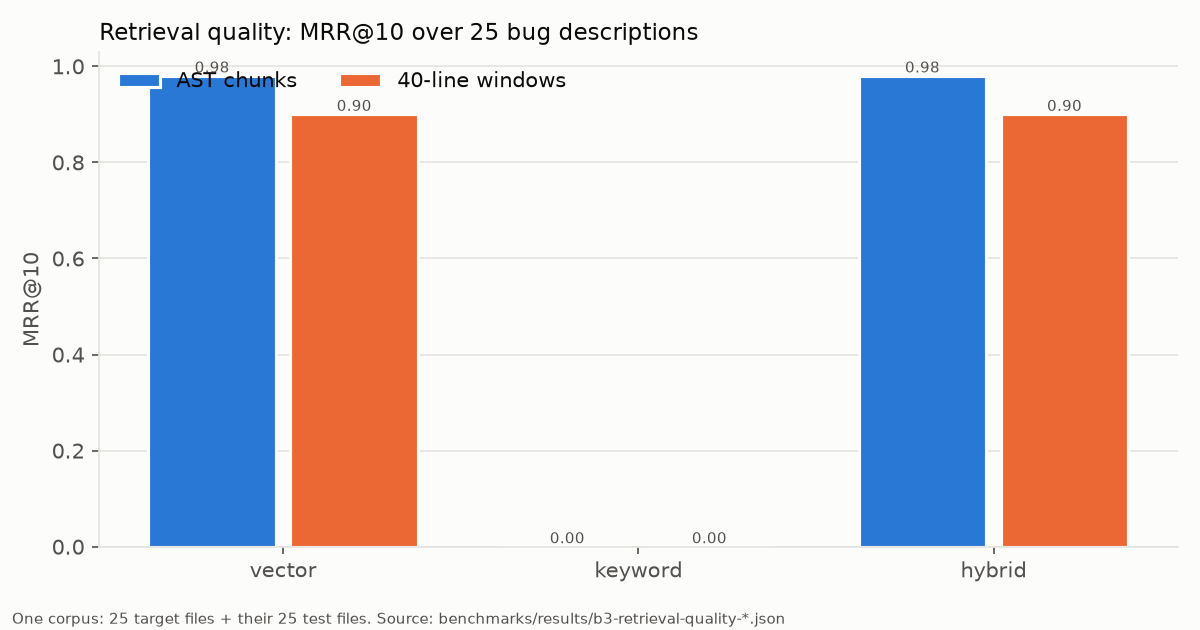 Retrieval quality: MRR@10 over 25 bug descriptions
AST chunks 40-line windows
MRR@10
1.0
0.8
0.6
0.4
0.2
0.0
0.98
0.90
0.00
0.00
0.98
0.90
vector keyword hybrid
One corpus: 25 target files + their 25 test files. Source: benchmarks/results/b3-retrieval-quality-*.json